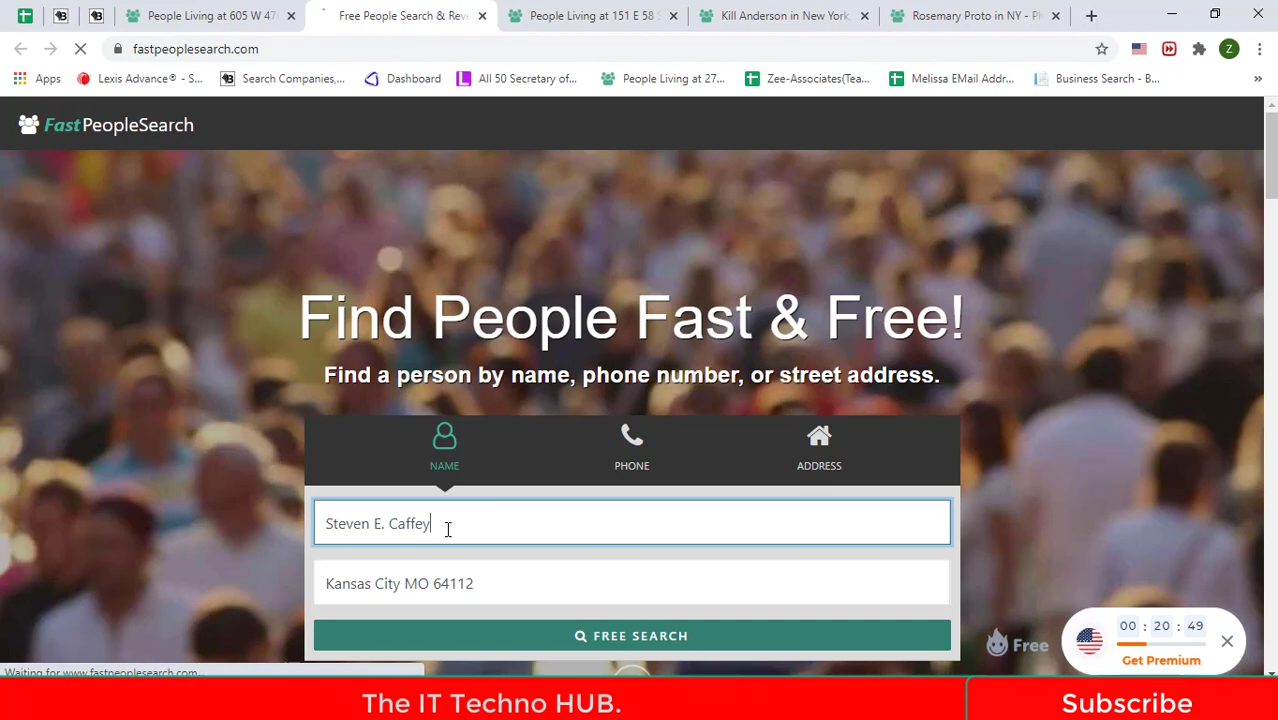 People Living at 605 W 47
Free People Search & Reve
People Living at 151 E 58 S
Kill Anderson in New York,
Rosemary Proto in NY - Ph
fastpeoplesearch.com
Z
Apps
Lexis Advance® - S...
Search Companies,...
Dashboard
All 50 Secretary of...
People Living at 27...
Zee-Associates(Tea...
Melissa EMail Addr...
Business Search - B...
»
FastPeopleSearch
Find People Fast & Free!
Find a person by name, phone number, or street address.
NAME
PHONE
ADDRESS
Steven E. Caffey
Kansas City MO 64112
FREE SEARCH
Free
00 : 20 : 49
Get Premium
Waiting for www.fastpeoplesearch.com...
The IT Techno HUB.
Subscribe